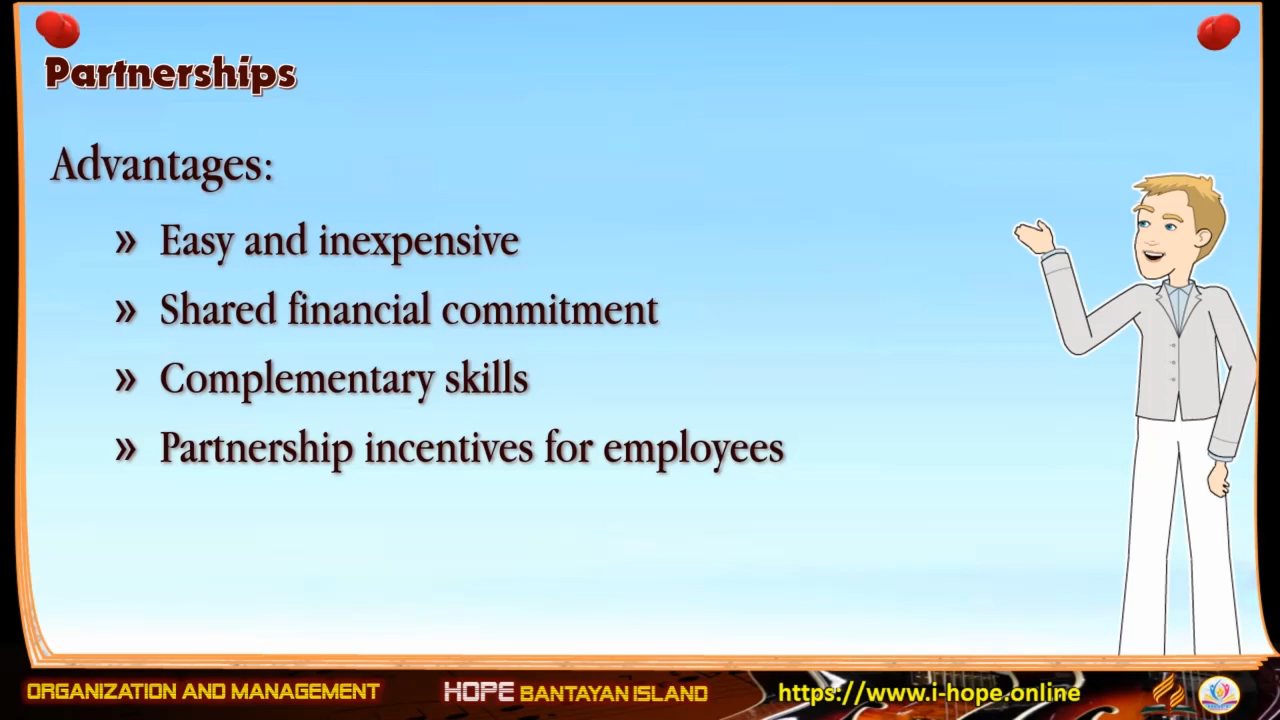 Partnerships
Advantages:
» Easy and inexpensive
» Shared financial commitment
» Complementary skills
» Partnership incentives for employees
ORGANIZATION AND MANAGEMENT HOPE BANTAYAN ISLAND https://www.i-hope.online